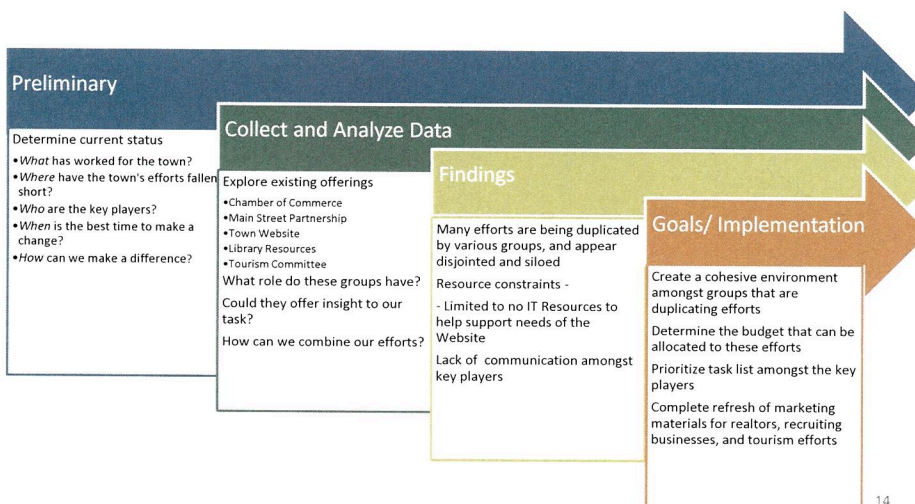 Preliminary
Determine current status
•What has worked for the town?
•Where have the town's efforts fallen
short?
•Who are the key players?
•When is the best time to make a
change?
•How can we make a difference?
Collect and Analyze Data
Explore existing offerings
•Chamber of Commerce
•Main Street Partnership
•Town Website
•Library Resources
•Tourism Committee
What role do these groups have?
Could they offer insight to our
task?
How can we combine our efforts?
Findings
Many efforts are being duplicated
by various groups, and appear
disjointed and siloed
Resource constraints -
- Limited to no IT Resources to
help support needs of the
Website
Lack of communication amongst
key players
Goals/ Implementation
Create a cohesive environment
amongst groups that are
duplicating efforts
Determine the budget that can be
allocated to these efforts
Prioritize task list amongst the key
players
Complete refresh of marketing
materials for realtors, recruiting
businesses, and tourism efforts
14